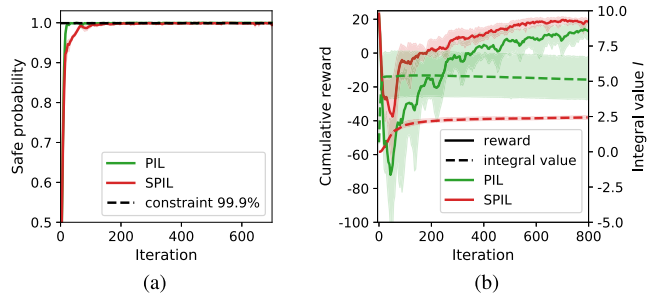 1.0
0.9
0.8
0.7
0.6
0.5
Safe probability
0
200
400
600
Iteration
PIL
SPIL
constraint 99.9%
(a)
20
0
-20
-40
-60
-80
-100
Cumulative reward
0
200
400
600
800
Iteration
10.0
7.5
5.0
2.5
0.0
-2.5
-5.0
Integral value I
reward
integral value
PIL
SPIL
(b)